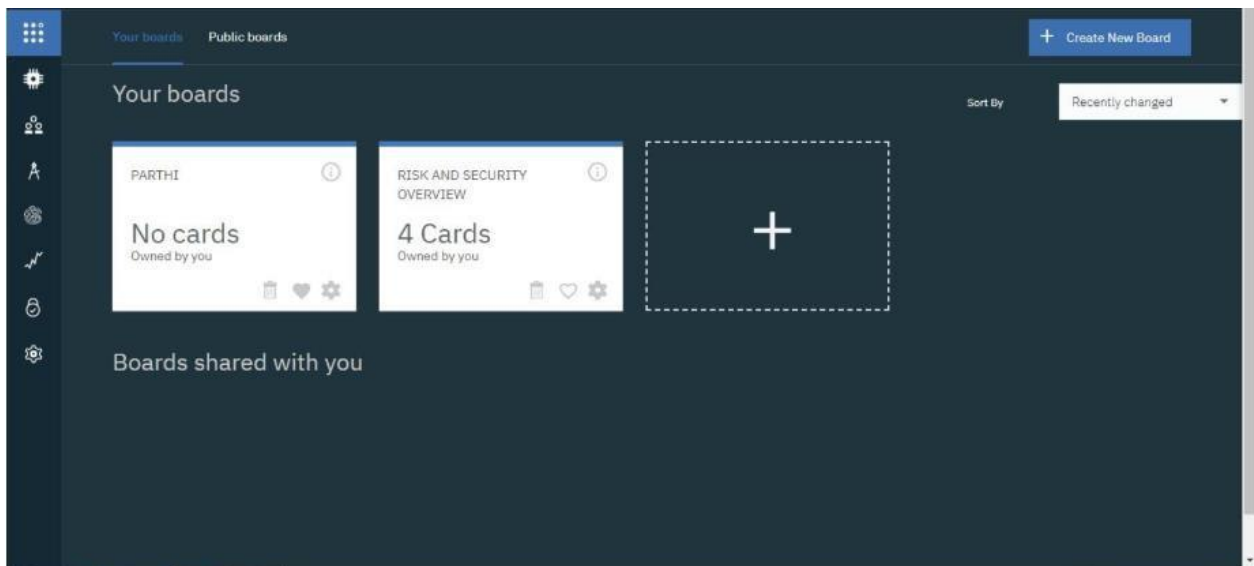 Your boards
Public boards
+ Create New Board
Your boards
Sort By
Recently changed
PARTHI
No cards
Owned by you
RISK AND SECURITY
OVERVIEW
4 Cards
Owned by you
Boards shared with you